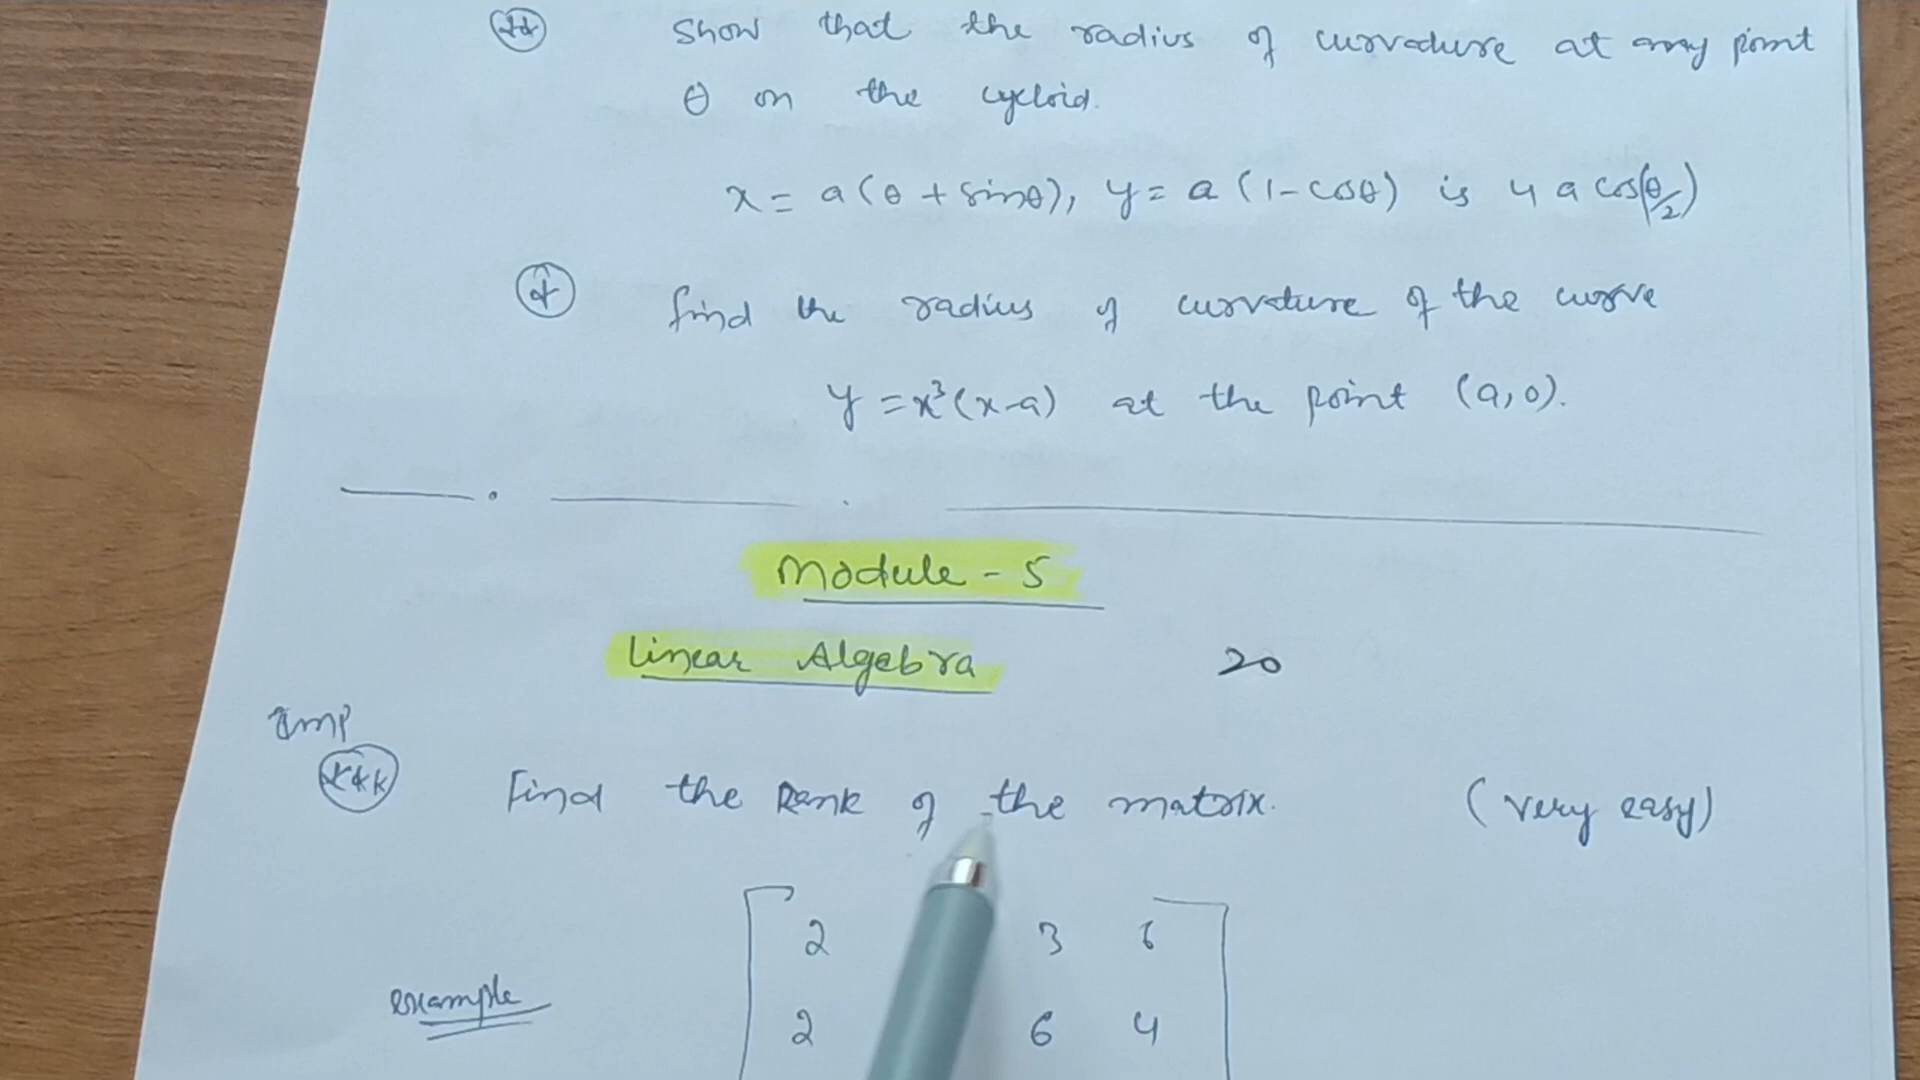 ** Show that the radius of curvature at any point
θ on the cycloid.
x = a(θ + sinθ), y = a(1-cosθ) is 4 a cos(θ/2)
* find the radius of curvature of the curve
y = x³(x-a) at the point (a,0).
Module - 5
Linear Algebra 20
Imp
*** Find the Rank of the matrix. (very easy)
2 3 6
example
2 6 4